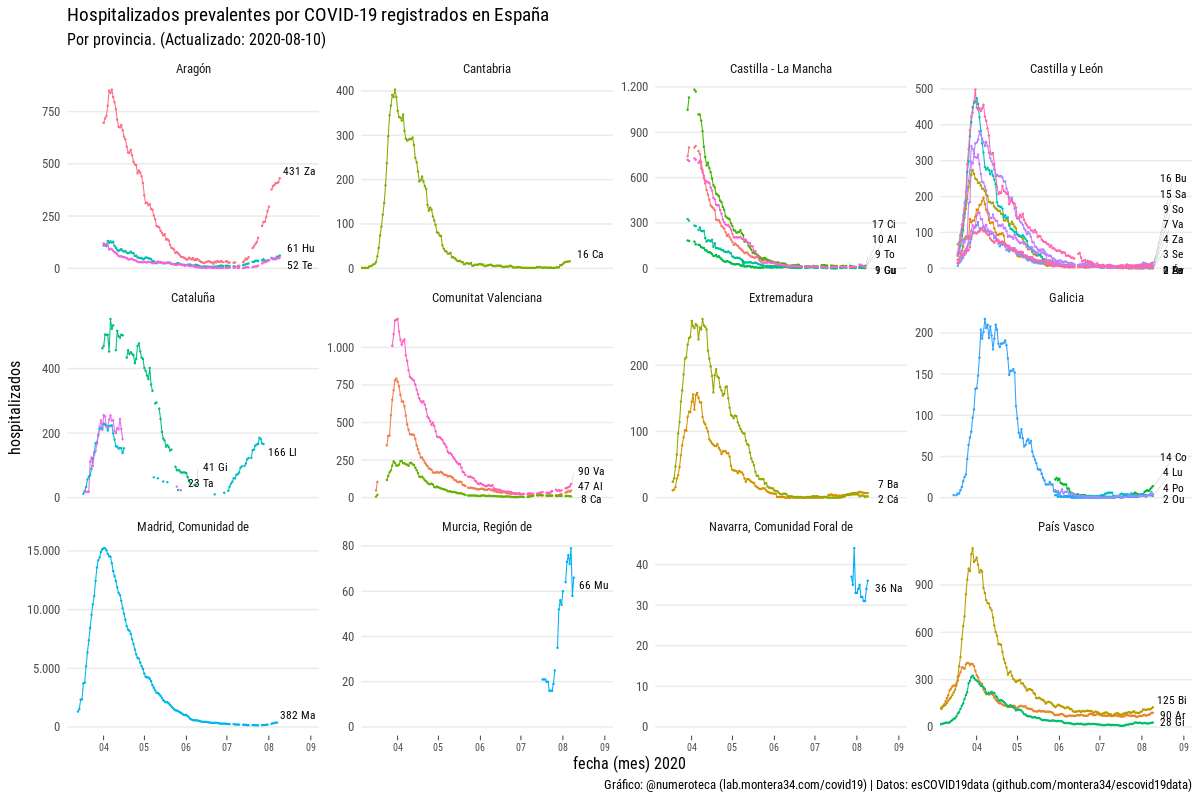 Hospitalizados prevalentes por COVID-19 registrados en España
Por provincia. (Actualizado: 2020-08-10)
Aragón
Cantabria
Castilla - La Mancha
Castilla y León
750
500
250
0
431 Za
61 Hu
52 Te
400
300
200
100
0
16 Ca
1.200
900
600
300
0
17 Ci
10 Al
9 To
9 Gu
500
400
300
200
100
0
16 Bu
15 Sa
9 So
7 Va
4 Za
3 Se
Cataluña
Comunitat Valenciana
Extremadura
Galicia
400
200
0
41 Gi
23 Ta
166 Ll
1.000
750
500
250
0
90 Va
47 Al
8 Ca
200
100
0
7 Ba
2 Cá
200
150
100
50
0
14 Co
4 Lu
4 Po
2 Ou
Madrid, Comunidad de
Murcia, Región de
Navarra, Comunidad Foral de
País Vasco
15.000
10.000
5.000
0
382 Ma
80
60
40
20
0
66 Mu
40
30
20
10
0
36 Na
900
600
300
0
125 Bi
90 Ar
28 Gi
04 05 06 07 08 09
04 05 06 07 08 09
04 05 06 07 08 09
04 05 06 07 08 09
hospitalizados
fecha (mes) 2020
Gráfico: @numeroteca (lab.montera34.com/covid19) | Datos: esCOVID19data (github.com/montera34/escovid19data)